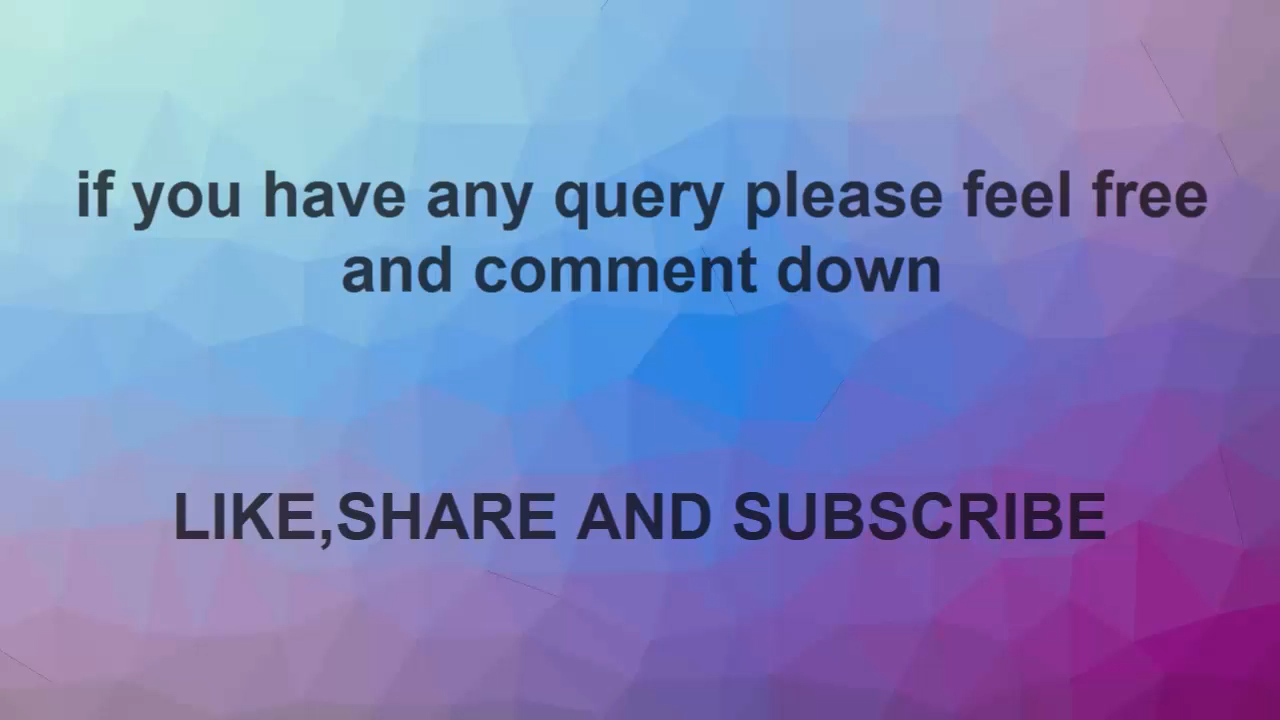 if you have any query please feel free
and comment down
LIKE,SHARE AND SUBSCRIBE